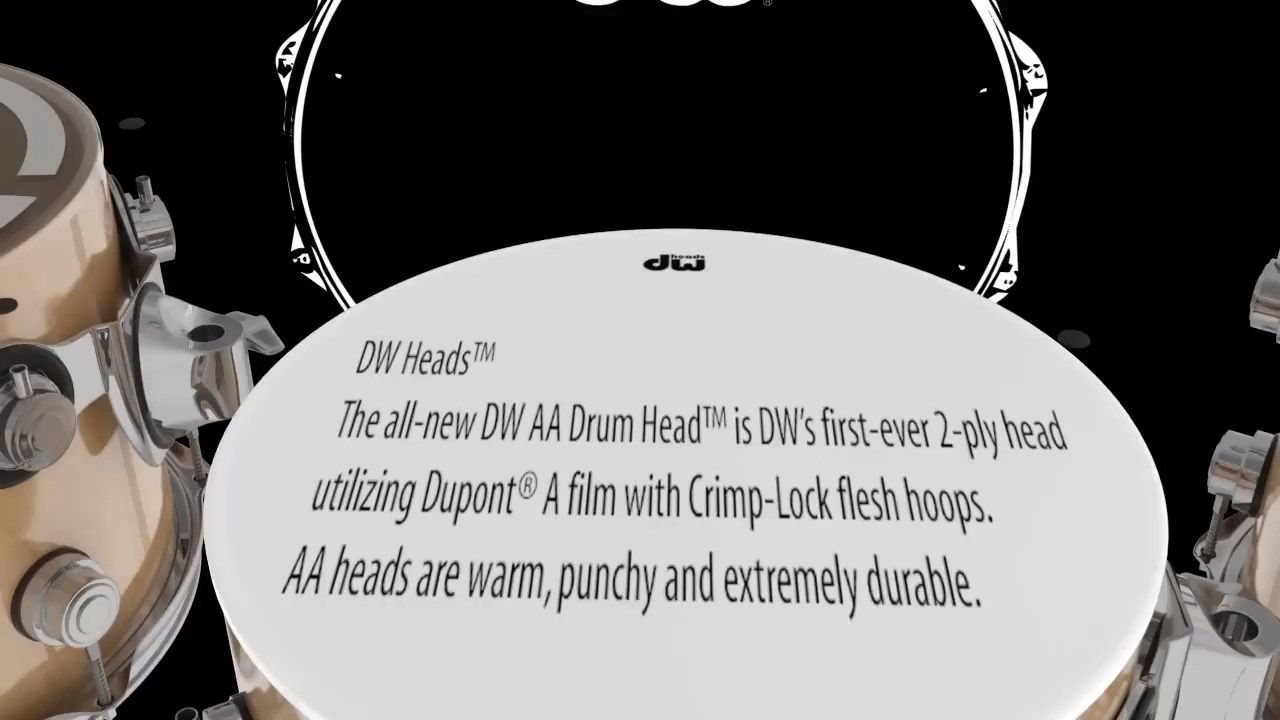 dw heads
DW Heads™
The all-new DW AA Drum Head™ is DW's first-ever 2-ply head
utilizing Dupont® A film with Crimp-Lock flesh hoops.
AA heads are warm, punchy and extremely durable.